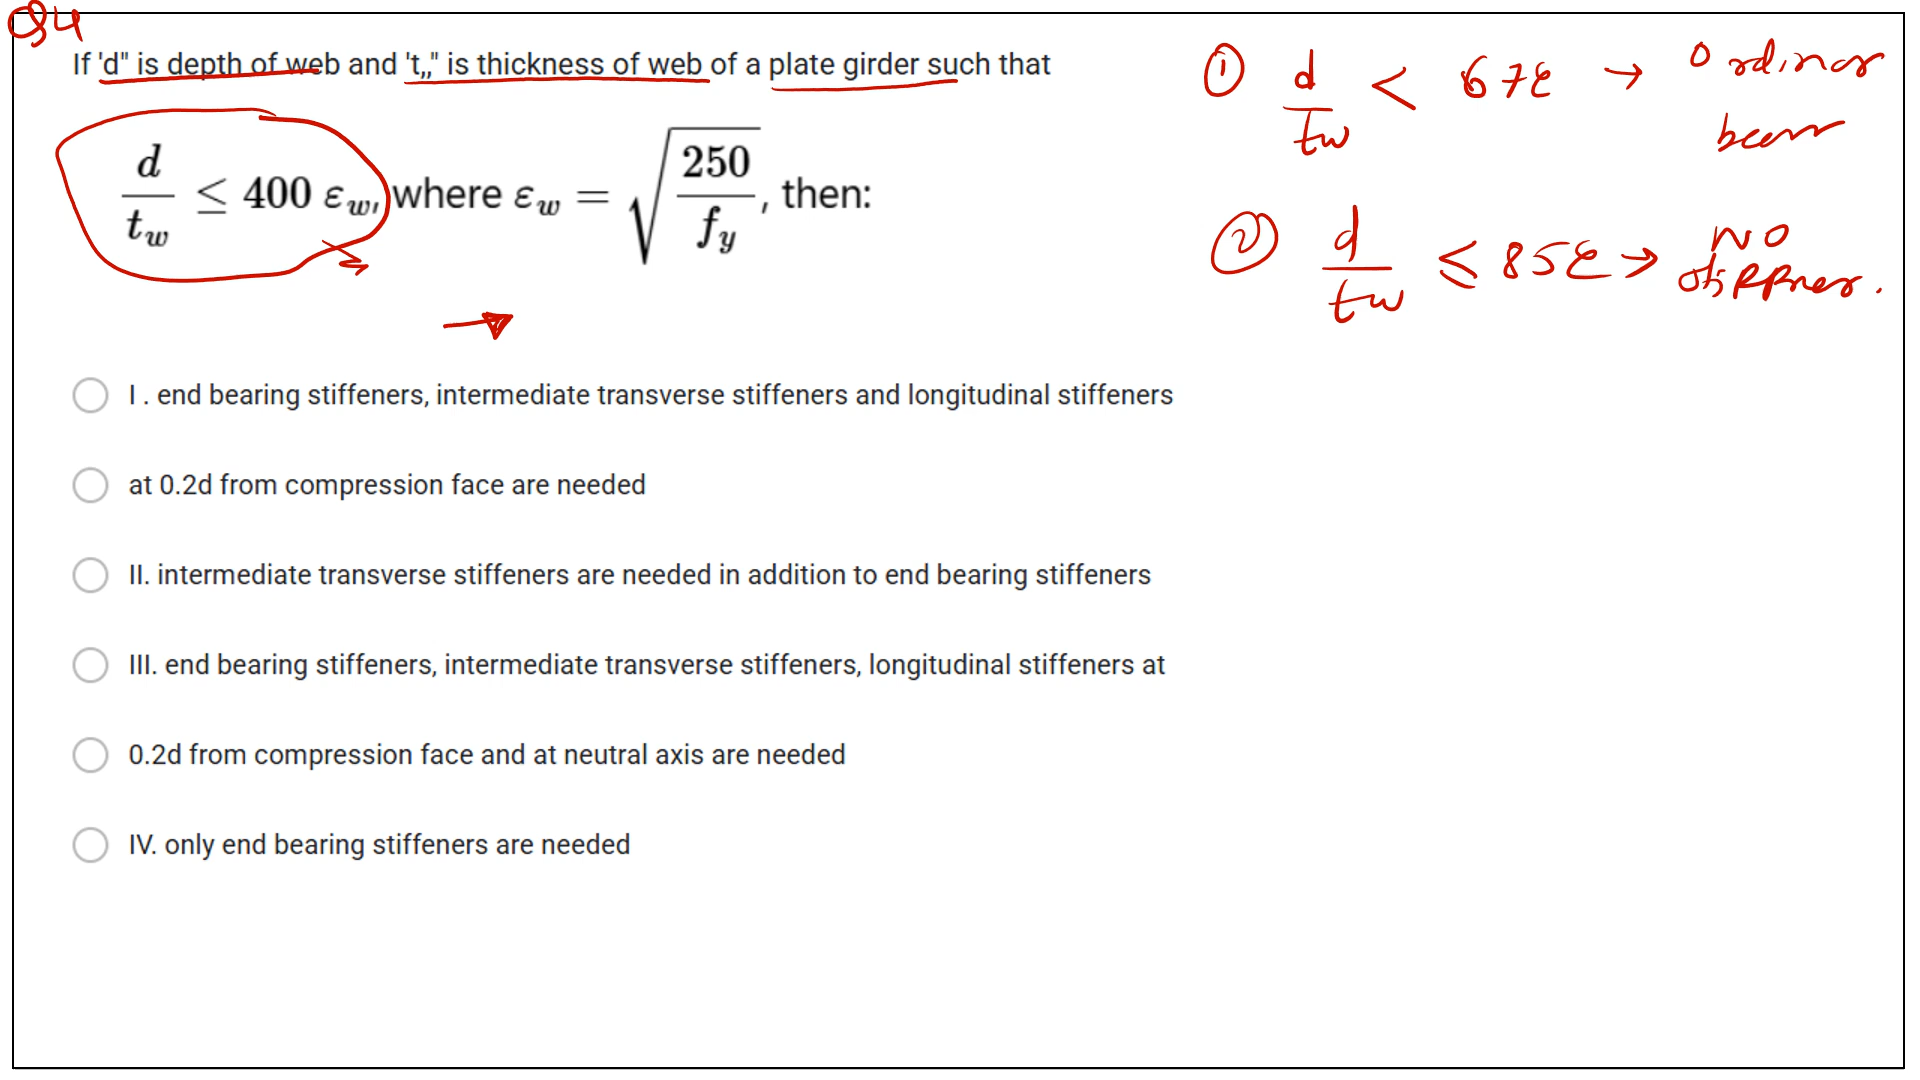 Q4
If 'd" is depth of web and 't,," is thickness of web of a plate girder such that
d/tw ≤ 400 εw, where εw = √(250/fy), then:
I . end bearing stiffeners, intermediate transverse stiffeners and longitudinal stiffeners
at 0.2d from compression face are needed
II. intermediate transverse stiffeners are needed in addition to end bearing stiffeners
III. end bearing stiffeners, intermediate transverse stiffeners, longitudinal stiffeners at
0.2d from compression face and at neutral axis are needed
IV. only end bearing stiffeners are needed
① d/tw < 67ε → ordinar
beam
② d/tw ≤ 85ε → NO